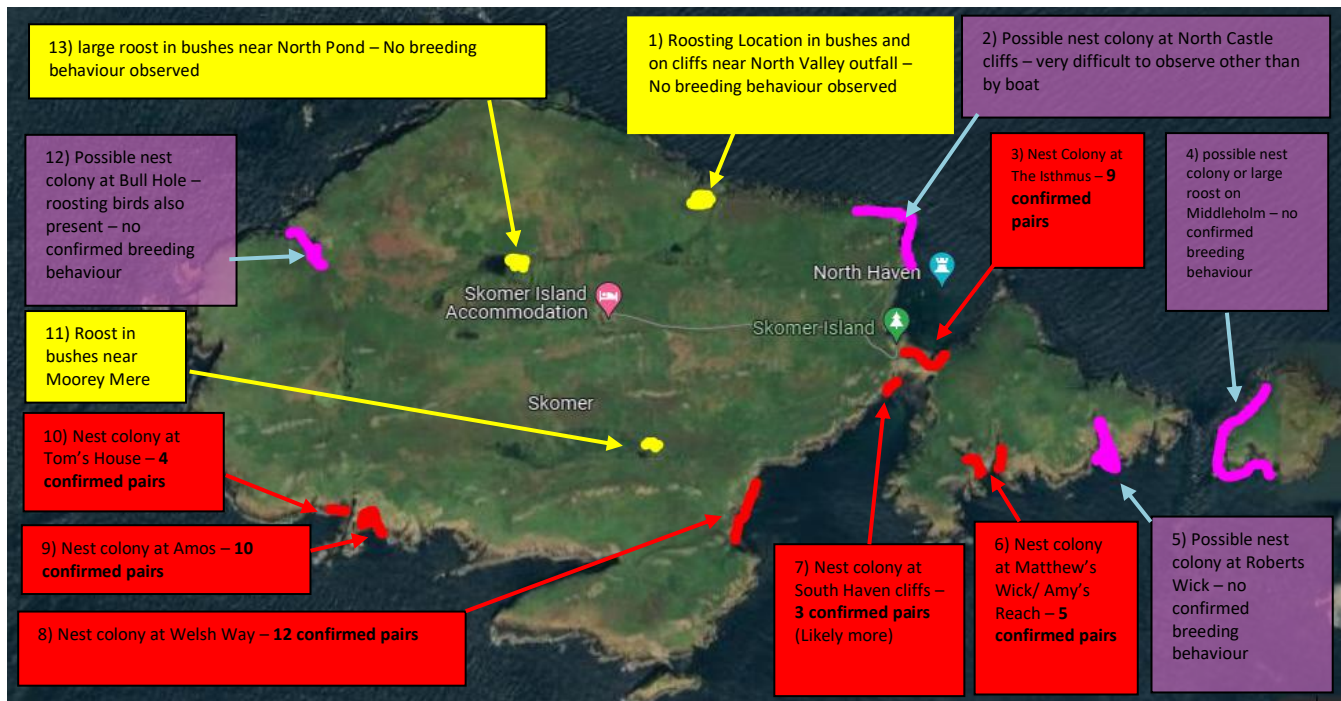 13) large roost in bushes near North Pond – No breeding
behaviour observed
1) Roosting Location in bushes and
on cliffs near North Valley outfall –
No breeding behaviour observed
2) Possible nest colony at North Castle
cliffs – very difficult to observe other than
by boat
12) Possible nest
colony at Bull Hole –
roosting birds also
present – no
confirmed breeding
behaviour
3) Nest Colony at
The Isthmus – 9
confirmed
pairs
4) possible nest
colony or large
roost on
Middleholm – no
confirmed
breeding
behaviour
North Haven
Skomer Island
Accommodation
Skomer Island
11) Roost in
bushes near
Moorey Mere
Skomer
10) Nest colony at
Tom's House – 4
confirmed pairs
9) Nest colony at Amos – 10
confirmed pairs
8) Nest colony at Welsh Way – 12 confirmed pairs
7) Nest colony at
South Haven cliffs –
3 confirmed pairs
(Likely more)
6) Nest colony
at Matthew's
Wick/ Amy's
Reach – 5
confirmed pairs
5) Possible nest
colony at Roberts
Wick – no
confirmed
breeding
behaviour